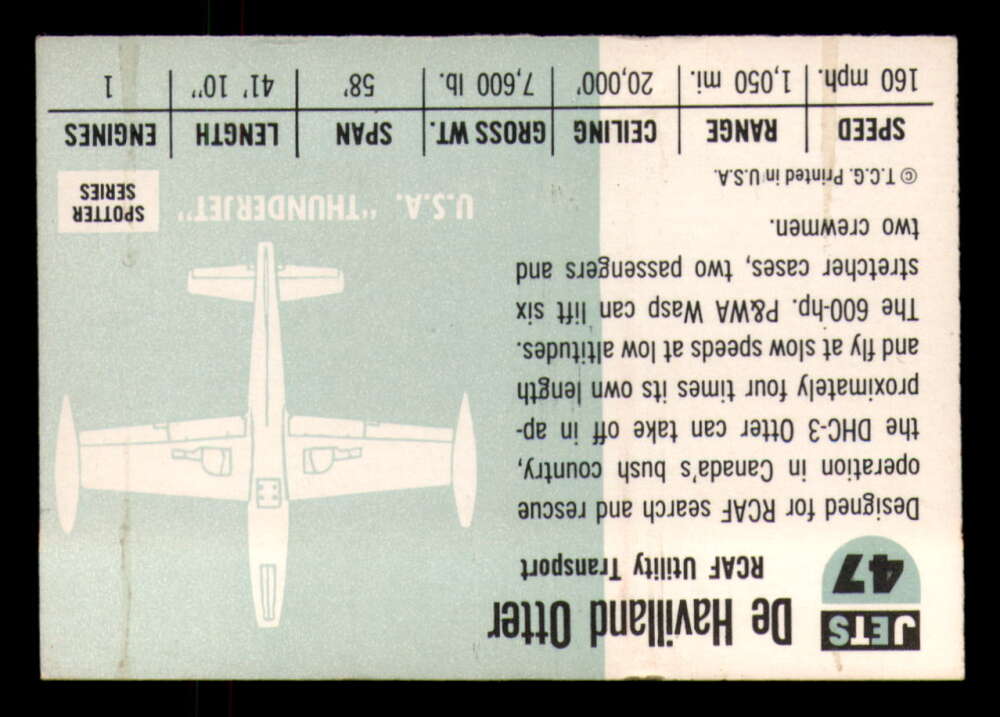 JETS
47
De Havilland Otter
RCAF Utility Transport
Designed for RCAF search and rescue
operation in Canada's bush country,
the DHC-3 Otter can take off in ap-
proximately four times its own length
and fly at slow speeds at low altitudes.
The 600-hp. P&WA Wasp can lift six
stretcher cases, two passengers and
two crewmen.
© T.C.G. Printed in U.S.A.
U.S.A. "THUNDERJET"
SPOTTER
SERIES
SPEED RANGE CEILING GROSS WT. SPAN LENGTH ENGINES
160 mph. 1,050 mi. 20,000' 7,600 lb. 58' 41' 10" 1